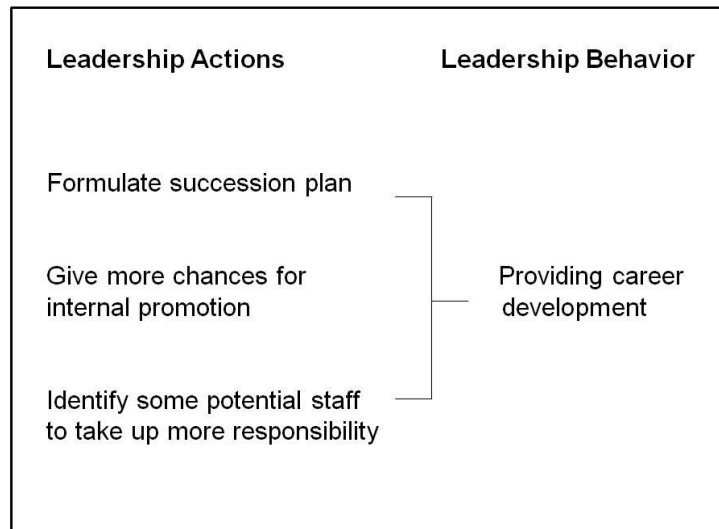 Leadership Actions
Leadership Behavior
Formulate succession plan
Give more chances for
internal promotion
Providing career
development
Identify some potential staff
to take up more responsibility